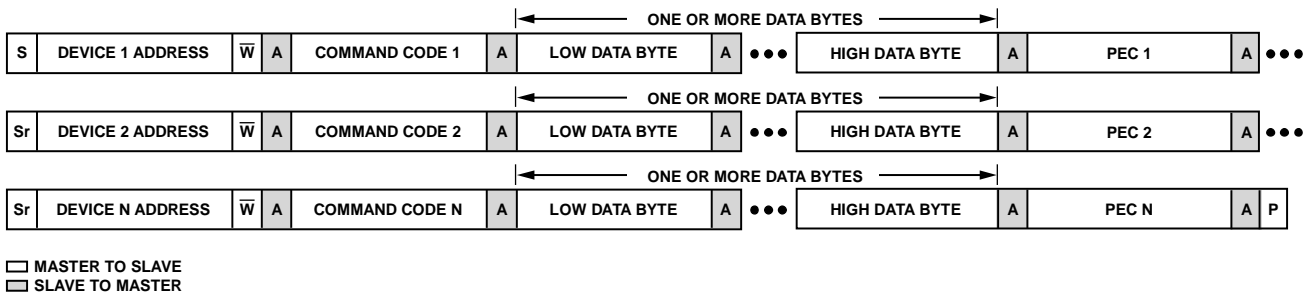 ONE OR MORE DATA BYTES
S DEVICE 1 ADDRESS W̅ A COMMAND CODE 1 A LOW DATA BYTE A ••• HIGH DATA BYTE A PEC 1 A •••
ONE OR MORE DATA BYTES
Sr DEVICE 2 ADDRESS W̅ A COMMAND CODE 2 A LOW DATA BYTE A ••• HIGH DATA BYTE A PEC 2 A •••
ONE OR MORE DATA BYTES
Sr DEVICE N ADDRESS W̅ A COMMAND CODE N A LOW DATA BYTE A ••• HIGH DATA BYTE A PEC N A P
MASTER TO SLAVE
SLAVE TO MASTER